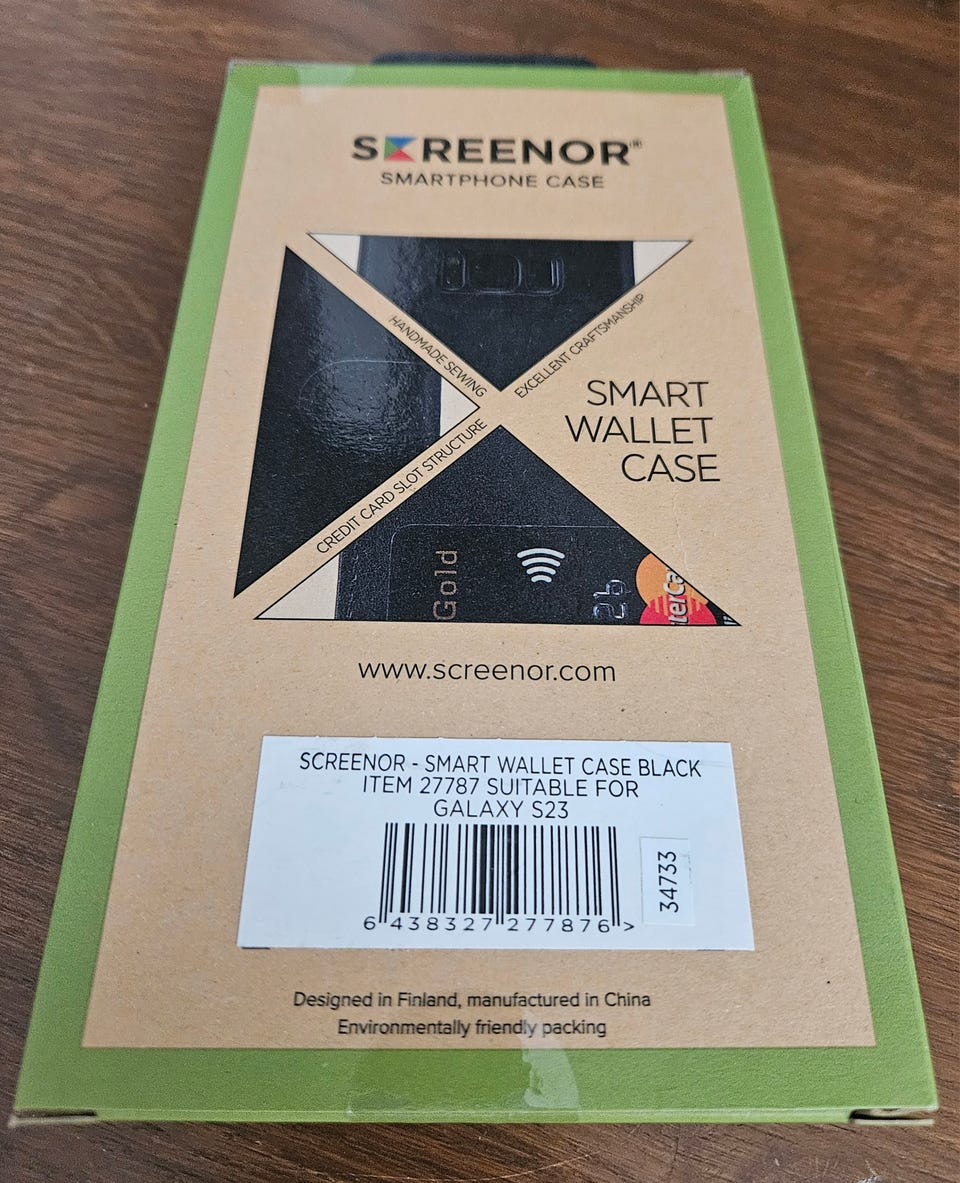 SCREENOR®
SMARTPHONE CASE
HANDMADE SEWING
EXCELLENT CRAFTSMANSHIP
CREDIT CARD SLOT STRUCTURE
SMART
WALLET
CASE
Gold
terCa
www.screenor.com
SCREENOR - SMART WALLET CASE BLACK
ITEM 27787 SUITABLE FOR
GALAXY S23
34733
6 438327 277876 >
Designed in Finland, manufactured in China
Environmentally friendly packing